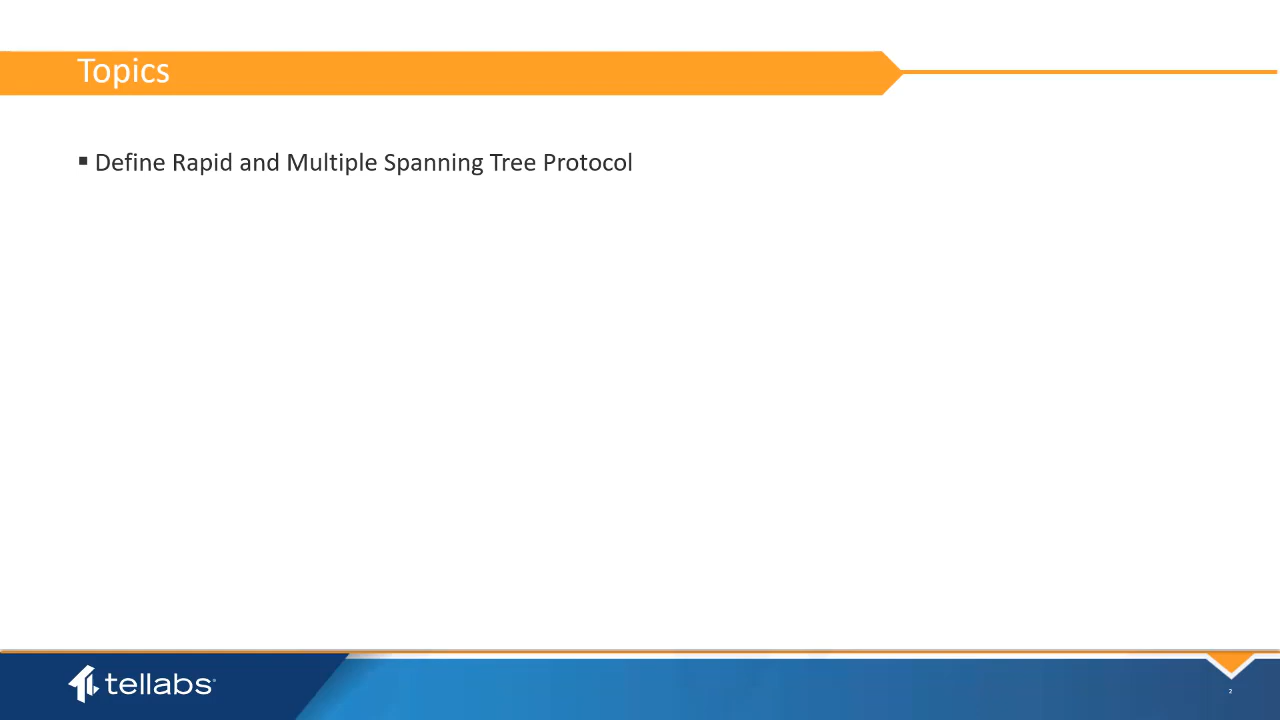 Topics
▪ Define Rapid and Multiple Spanning Tree Protocol
tellabs
2